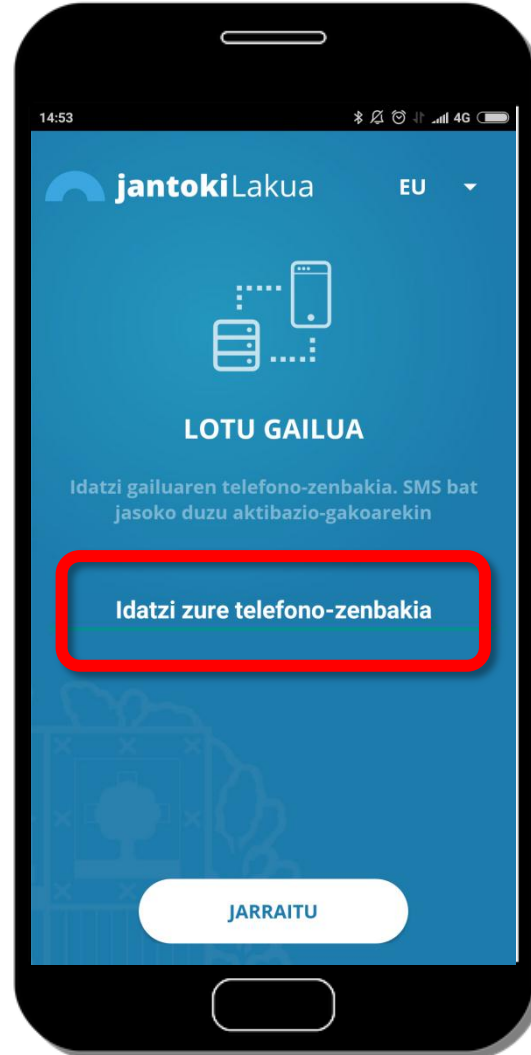 14:53 4G
jantokiLakua EU
LOTU GAILUA
Idatzi gailuaren telefono-zenbakia. SMS bat
jasoko duzu aktibazio-gakoarekin
Idatzi zure telefono-zenbakia
JARRAITU